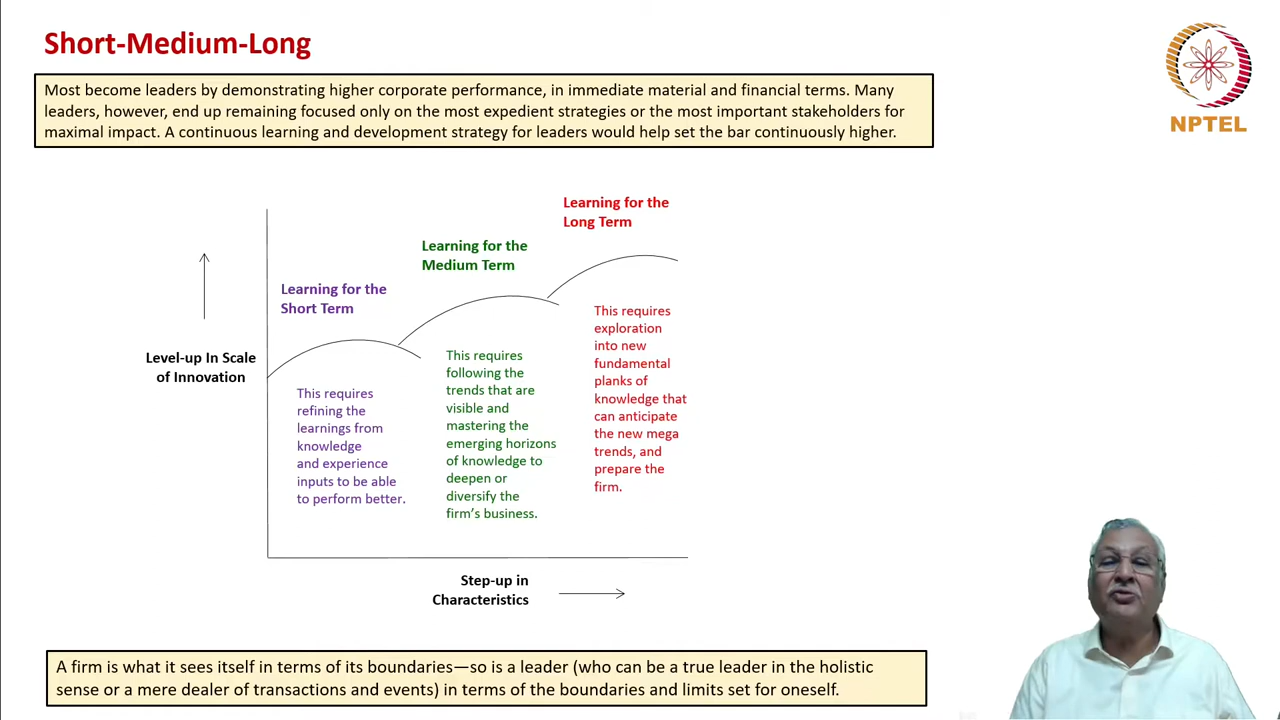 Short-Medium-Long
NPTEL
Most become leaders by demonstrating higher corporate performance, in immediate material and financial terms. Many
leaders, however, end up remaining focused only on the most expedient strategies or the most important stakeholders for
maximal impact. A continuous learning and development strategy for leaders would help set the bar continuously higher.
Level-up In Scale
of Innovation
Learning for the
Short Term
This requires
refining the
learnings from
knowledge
and experience
inputs to be able
to perform better.
Learning for the
Medium Term
This requires
following the
trends that are
visible and
mastering the
emerging horizons
of knowledge to
deepen or
diversify the
firm's business.
Learning for the
Long Term
This requires
exploration
into new
fundamental
planks of
knowledge that
can anticipate
the new mega
trends, and
prepare the
firm.
Step-up in
Characteristics
A firm is what it sees itself in terms of its boundaries—so is a leader (who can be a true leader in the holistic
sense or a mere dealer of transactions and events) in terms of the boundaries and limits set for oneself.